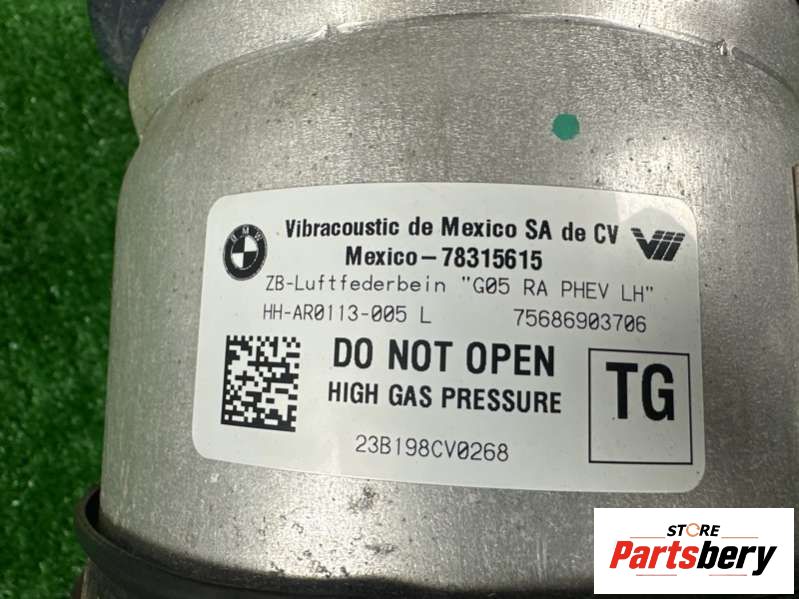 BMW
Vibracoustic de Mexico SA de CV
Mexico-78315615
ZB-Luftfederbein "G05 RA PHEV LH"
HH-AR0113-005 L 75686903706
DO NOT OPEN
HIGH GAS PRESSURE
TG
23B198CV0268
STORE
Partsbery